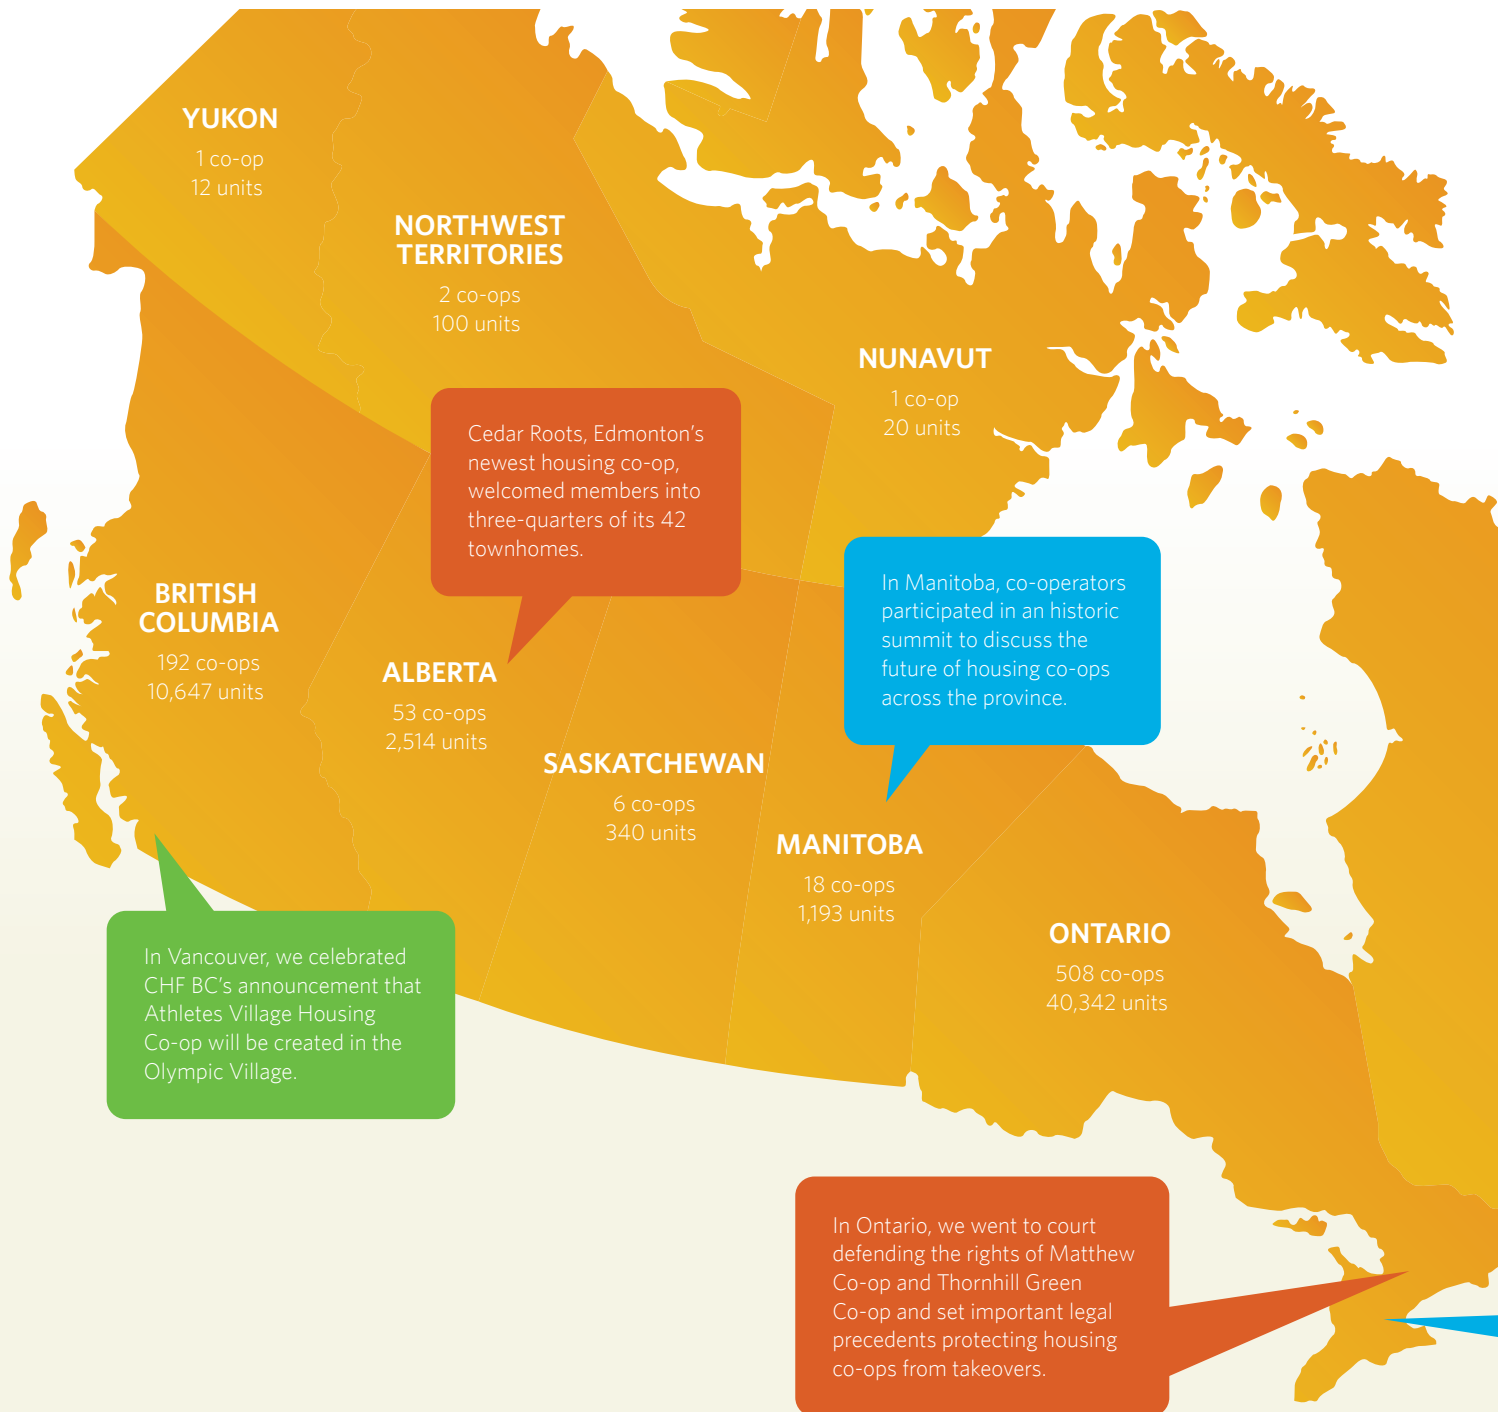 YUKON
1 co-op
12 units
NORTHWEST
TERRITORIES
2 co-ops
100 units
NUNAVUT
1 co-op
20 units
Cedar Roots, Edmonton’s
newest housing co-op,
welcomed members into
three-quarters of its 42
townhomes.
BRITISH
COLUMBIA
192 co-ops
10,647 units
In Manitoba, co-operators
participated in an historic
summit to discuss the
future of housing co-ops
across the province.
ALBERTA
53 co-ops
2,514 units
SASKATCHEWAN
6 co-ops
340 units
MANITOBA
18 co-ops
1,193 units
ONTARIO
508 co-ops
40,342 units
In Vancouver, we celebrated
CHF BC’s announcement that
Athletes Village Housing
Co-op will be created in the
Olympic Village.
In Ontario, we went to court
defending the rights of Matthew
Co-op and Thornhill Green
Co-op and set important legal
precedents protecting housing
co-ops from takeovers.